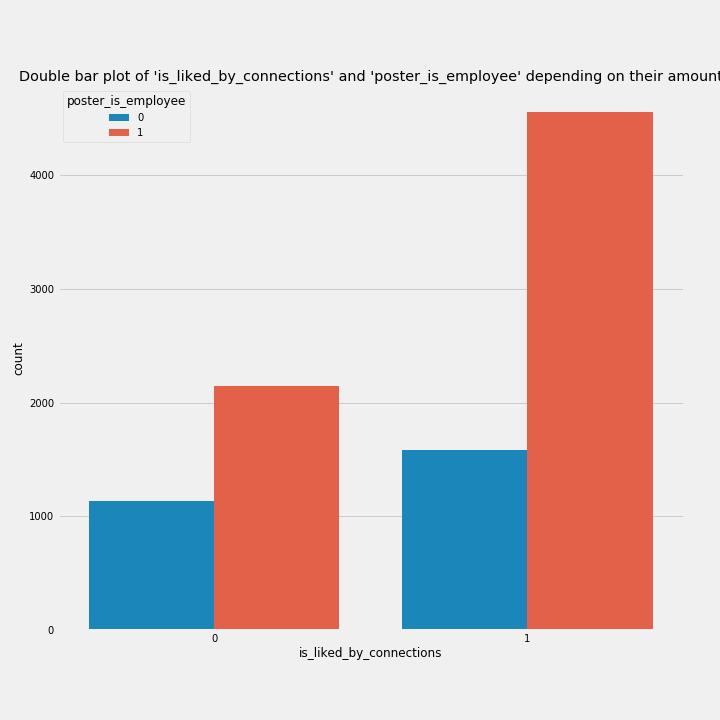 Double bar plot of 'is_liked_by_connections' and 'poster_is_employee' depending on their amount
poster_is_employee
0
1
4000
3000
2000
1000
0
count
0 1
is_liked_by_connections